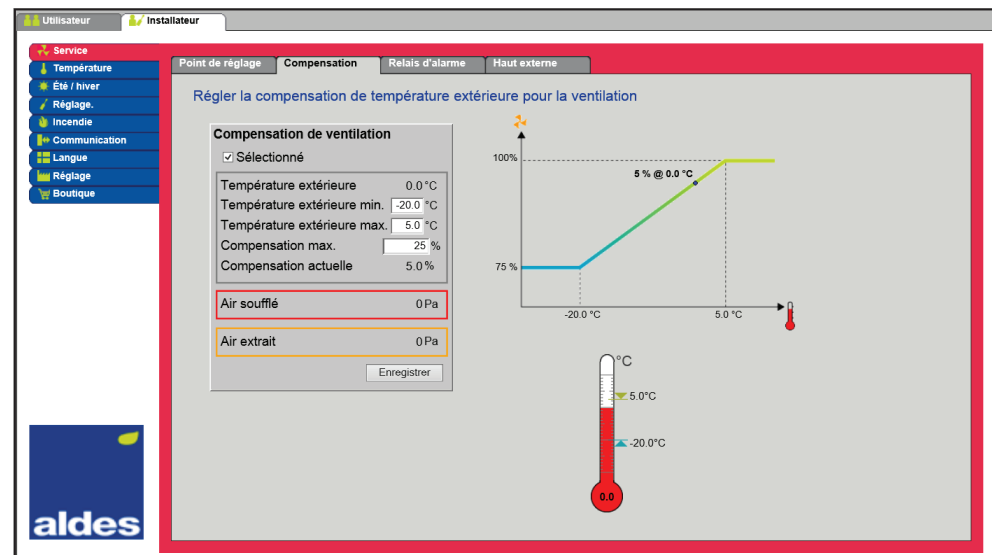 Utilisateur
Installateur
Service
Température
Été / hiver
Réglage.
Incendie
Communication
Langue
Réglage
Boutique
Point de réglage
Compensation
Relais d'alarme
Haut externe
Régler la compensation de température extérieure pour la ventilation
Compensation de ventilation
Sélectionné
Température extérieure 0.0 °C
Température extérieure min. -20.0 °C
Température extérieure max. 5.0 °C
Compensation max. 25 %
Compensation actuelle 5.0 %
Air soufflé 0 Pa
Air extrait 0 Pa
Enregistrer
100%
5 % @ 0.0 °C
75 %
-20.0 °C
5.0 °C
°C
5.0°C
-20.0°C
0.0
aldes